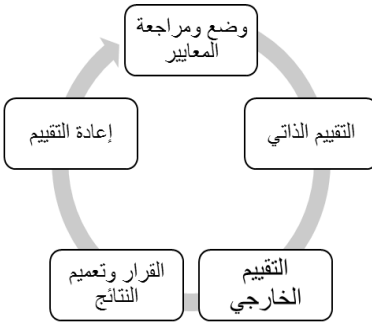 وضع ومراجعة
المعايير
التقييم الذاتي
التقييم
الخارجي
القرار وتعميم
النتائج
إعادة التقييم